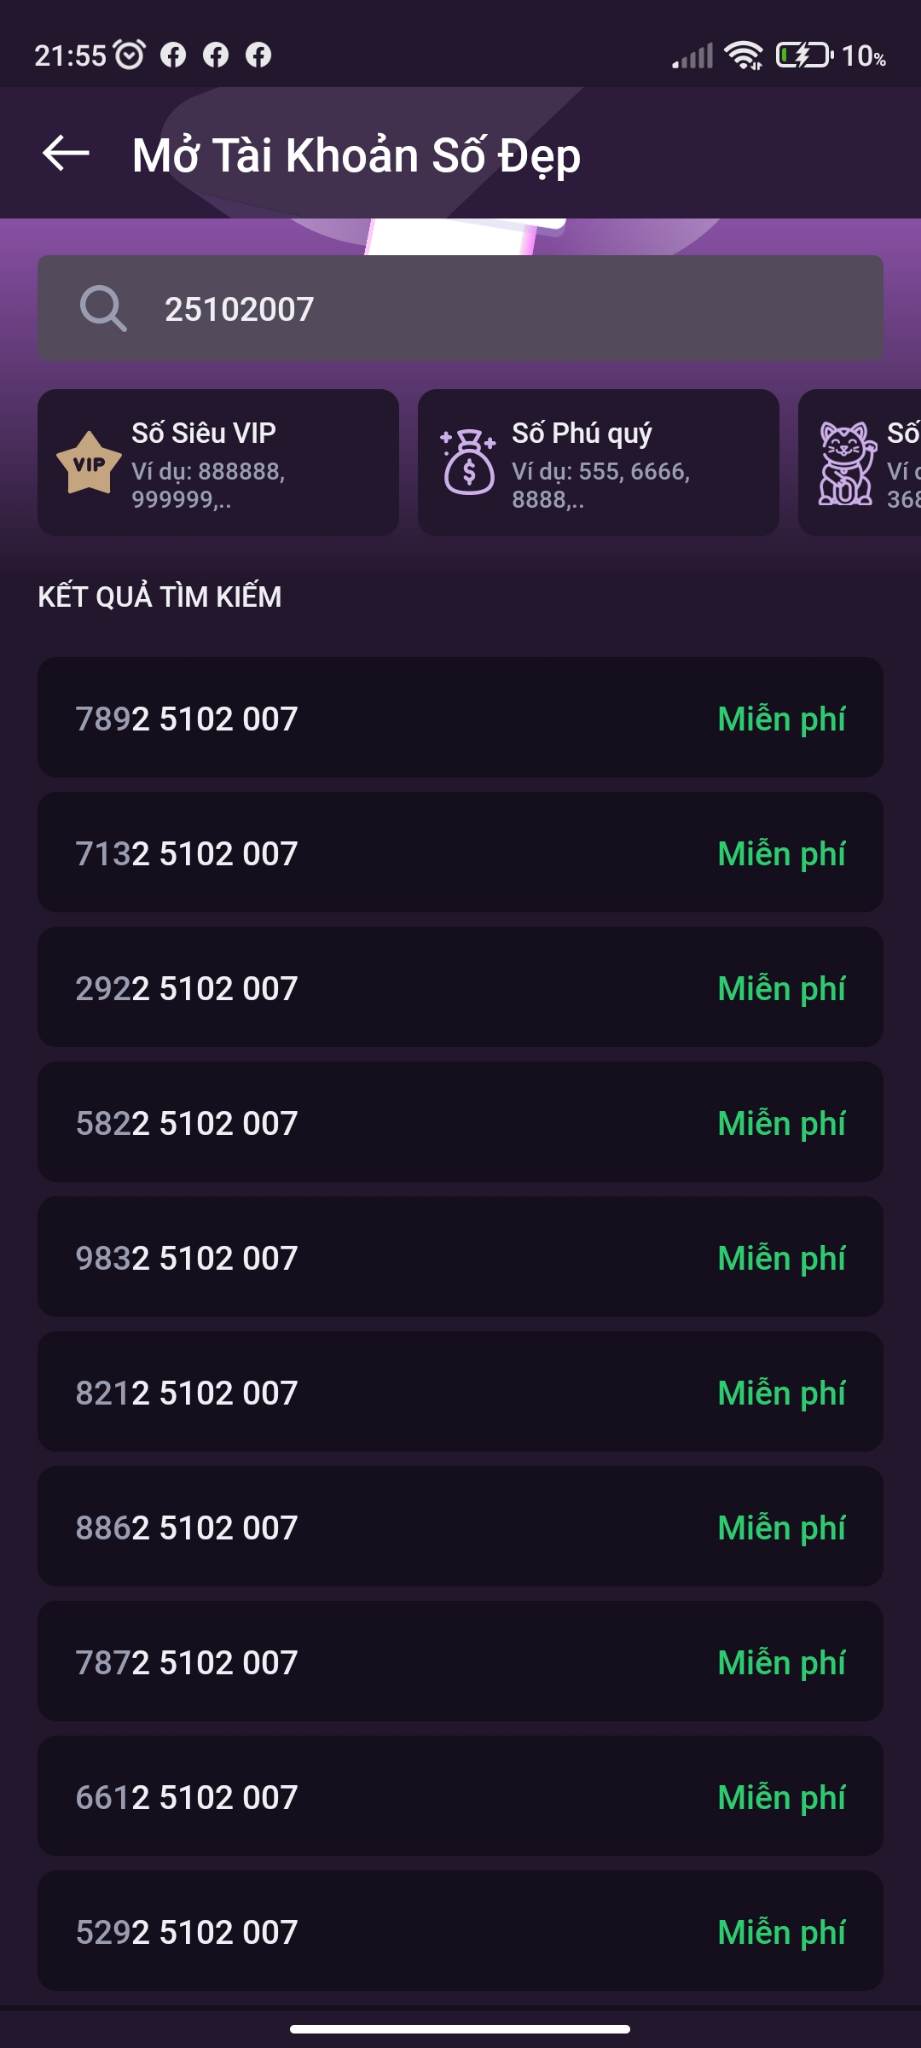 21:55
10%
Mở Tài Khoản Số Đẹp
25102007
VIP
Số Siêu VIP
Ví dụ: 888888,
999999,..
$
Số Phú quý
Ví dụ: 555, 6666,
8888,..
Số
Ví
368
KẾT QUẢ TÌM KIẾM
7892 5102 007 Miễn phí
7132 5102 007 Miễn phí
2922 5102 007 Miễn phí
5822 5102 007 Miễn phí
9832 5102 007 Miễn phí
8212 5102 007 Miễn phí
8862 5102 007 Miễn phí
7872 5102 007 Miễn phí
6612 5102 007 Miễn phí
5292 5102 007 Miễn phí